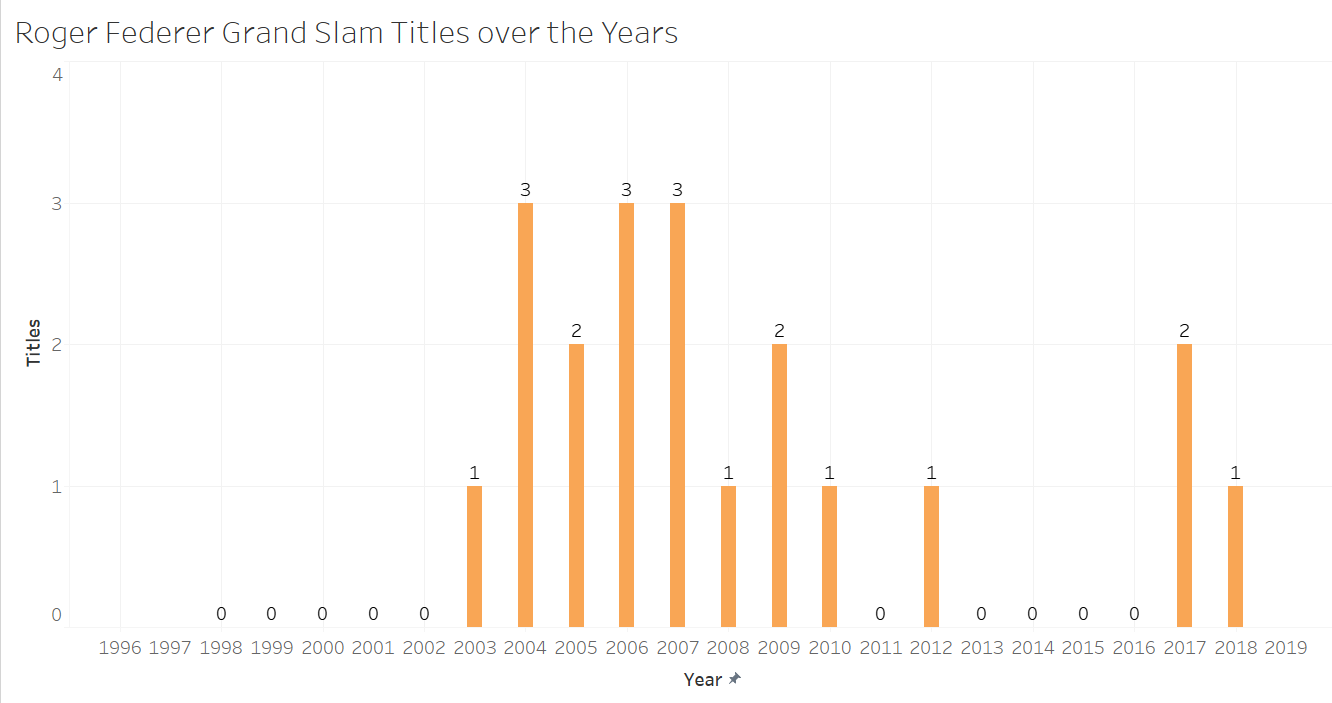 Roger Federer Grand Slam Titles over the Years
4
3
3 3 3
2
2 2 2
1
1 1 1 1 1
0
0 0 0 0 0 0 0 0 0 0
Titles
1996 1997 1998 1999 2000 2001 2002 2003 2004 2005 2006 2007 2008 2009 2010 2011 2012 2013 2014 2015 2016 2017 2018 2019
Year